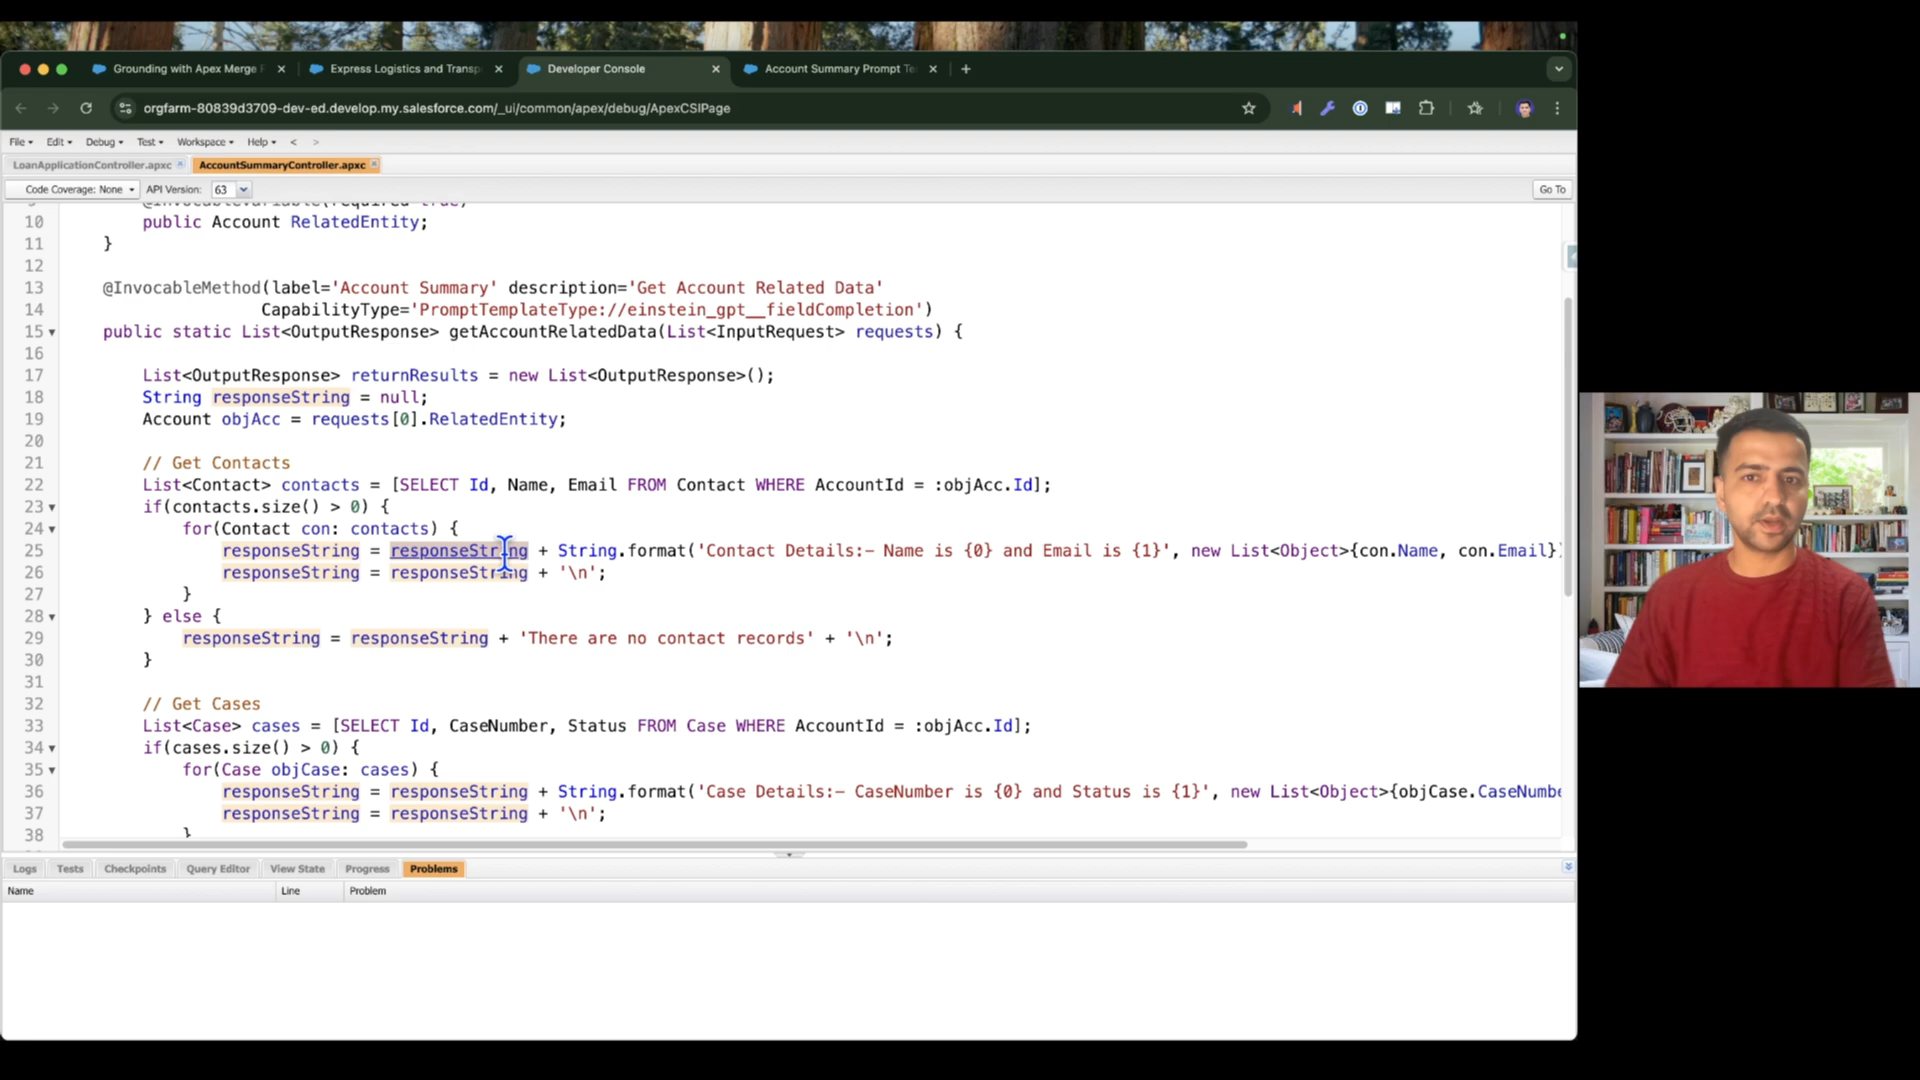 Grounding with Apex Merge F
Express Logistics and Transp
Developer Console
Account Summary Prompt Te
orgfarm-80839d3709-dev-ed.develop.my.salesforce.com/_ui/common/apex/debug/ApexCSIPage
File Edit Debug Test Workspace Help < >
LoanApplicationController.apxc AccountSummaryController.apxc
Code Coverage: None API Version: 63 Go To
@InvocableVariable(required=true)
10 public Account RelatedEntity;
11 }
12
13 @InvocableMethod(label='Account Summary' description='Get Account Related Data'
14 CapabilityType='PromptTemplateType://einstein_gpt__fieldCompletion')
15 public static List<OutputResponse> getAccountRelatedData(List<InputRequest> requests) {
16
17 List<OutputResponse> returnResults = new List<OutputResponse>();
18 String responseString = null;
19 Account objAcc = requests[0].RelatedEntity;
20
21 // Get Contacts
22 List<Contact> contacts = [SELECT Id, Name, Email FROM Contact WHERE AccountId = :objAcc.Id];
23 if(contacts.size() > 0) {
24 for(Contact con: contacts) {
25 responseString = responseString + String.format('Contact Details:- Name is {0} and Email is {1}', new List<Object>{con.Name, con.Email}
26 responseString = responseString + '\n';
27 }
28 } else {
29 responseString = responseString + 'There are no contact records' + '\n';
30 }
31
32 // Get Cases
33 List<Case> cases = [SELECT Id, CaseNumber, Status FROM Case WHERE AccountId = :objAcc.Id];
34 if(cases.size() > 0) {
35 for(Case objCase: cases) {
36 responseString = responseString + String.format('Case Details:- CaseNumber is {0} and Status is {1}', new List<Object>{objCase.CaseNumbe
37 responseString = responseString + '\n';
38 }
Logs Tests Checkpoints Query Editor View State Progress Problems
Name Line Problem